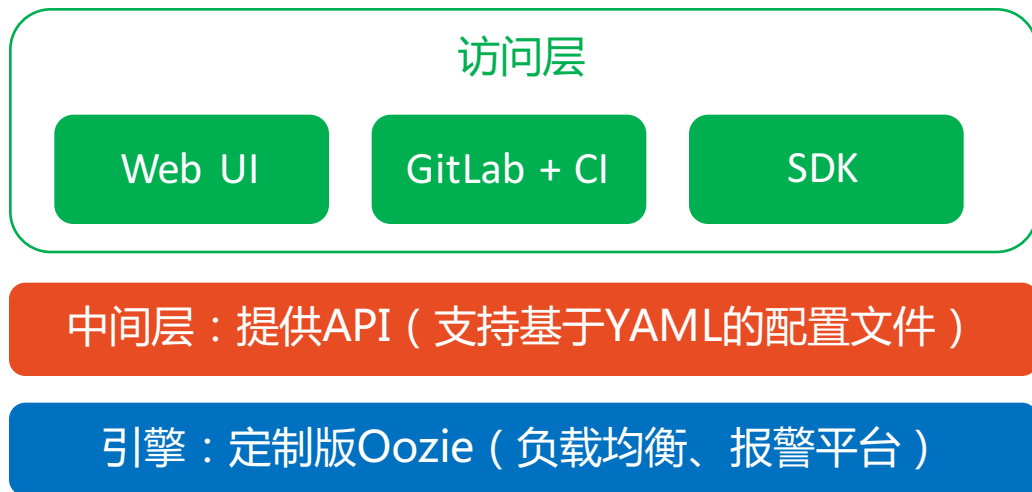 访问层
Web UI
GitLab + CI
SDK
中间层：提供API（支持基于YAML的配置文件）
引擎：定制版Oozie（负载均衡、报警平台）